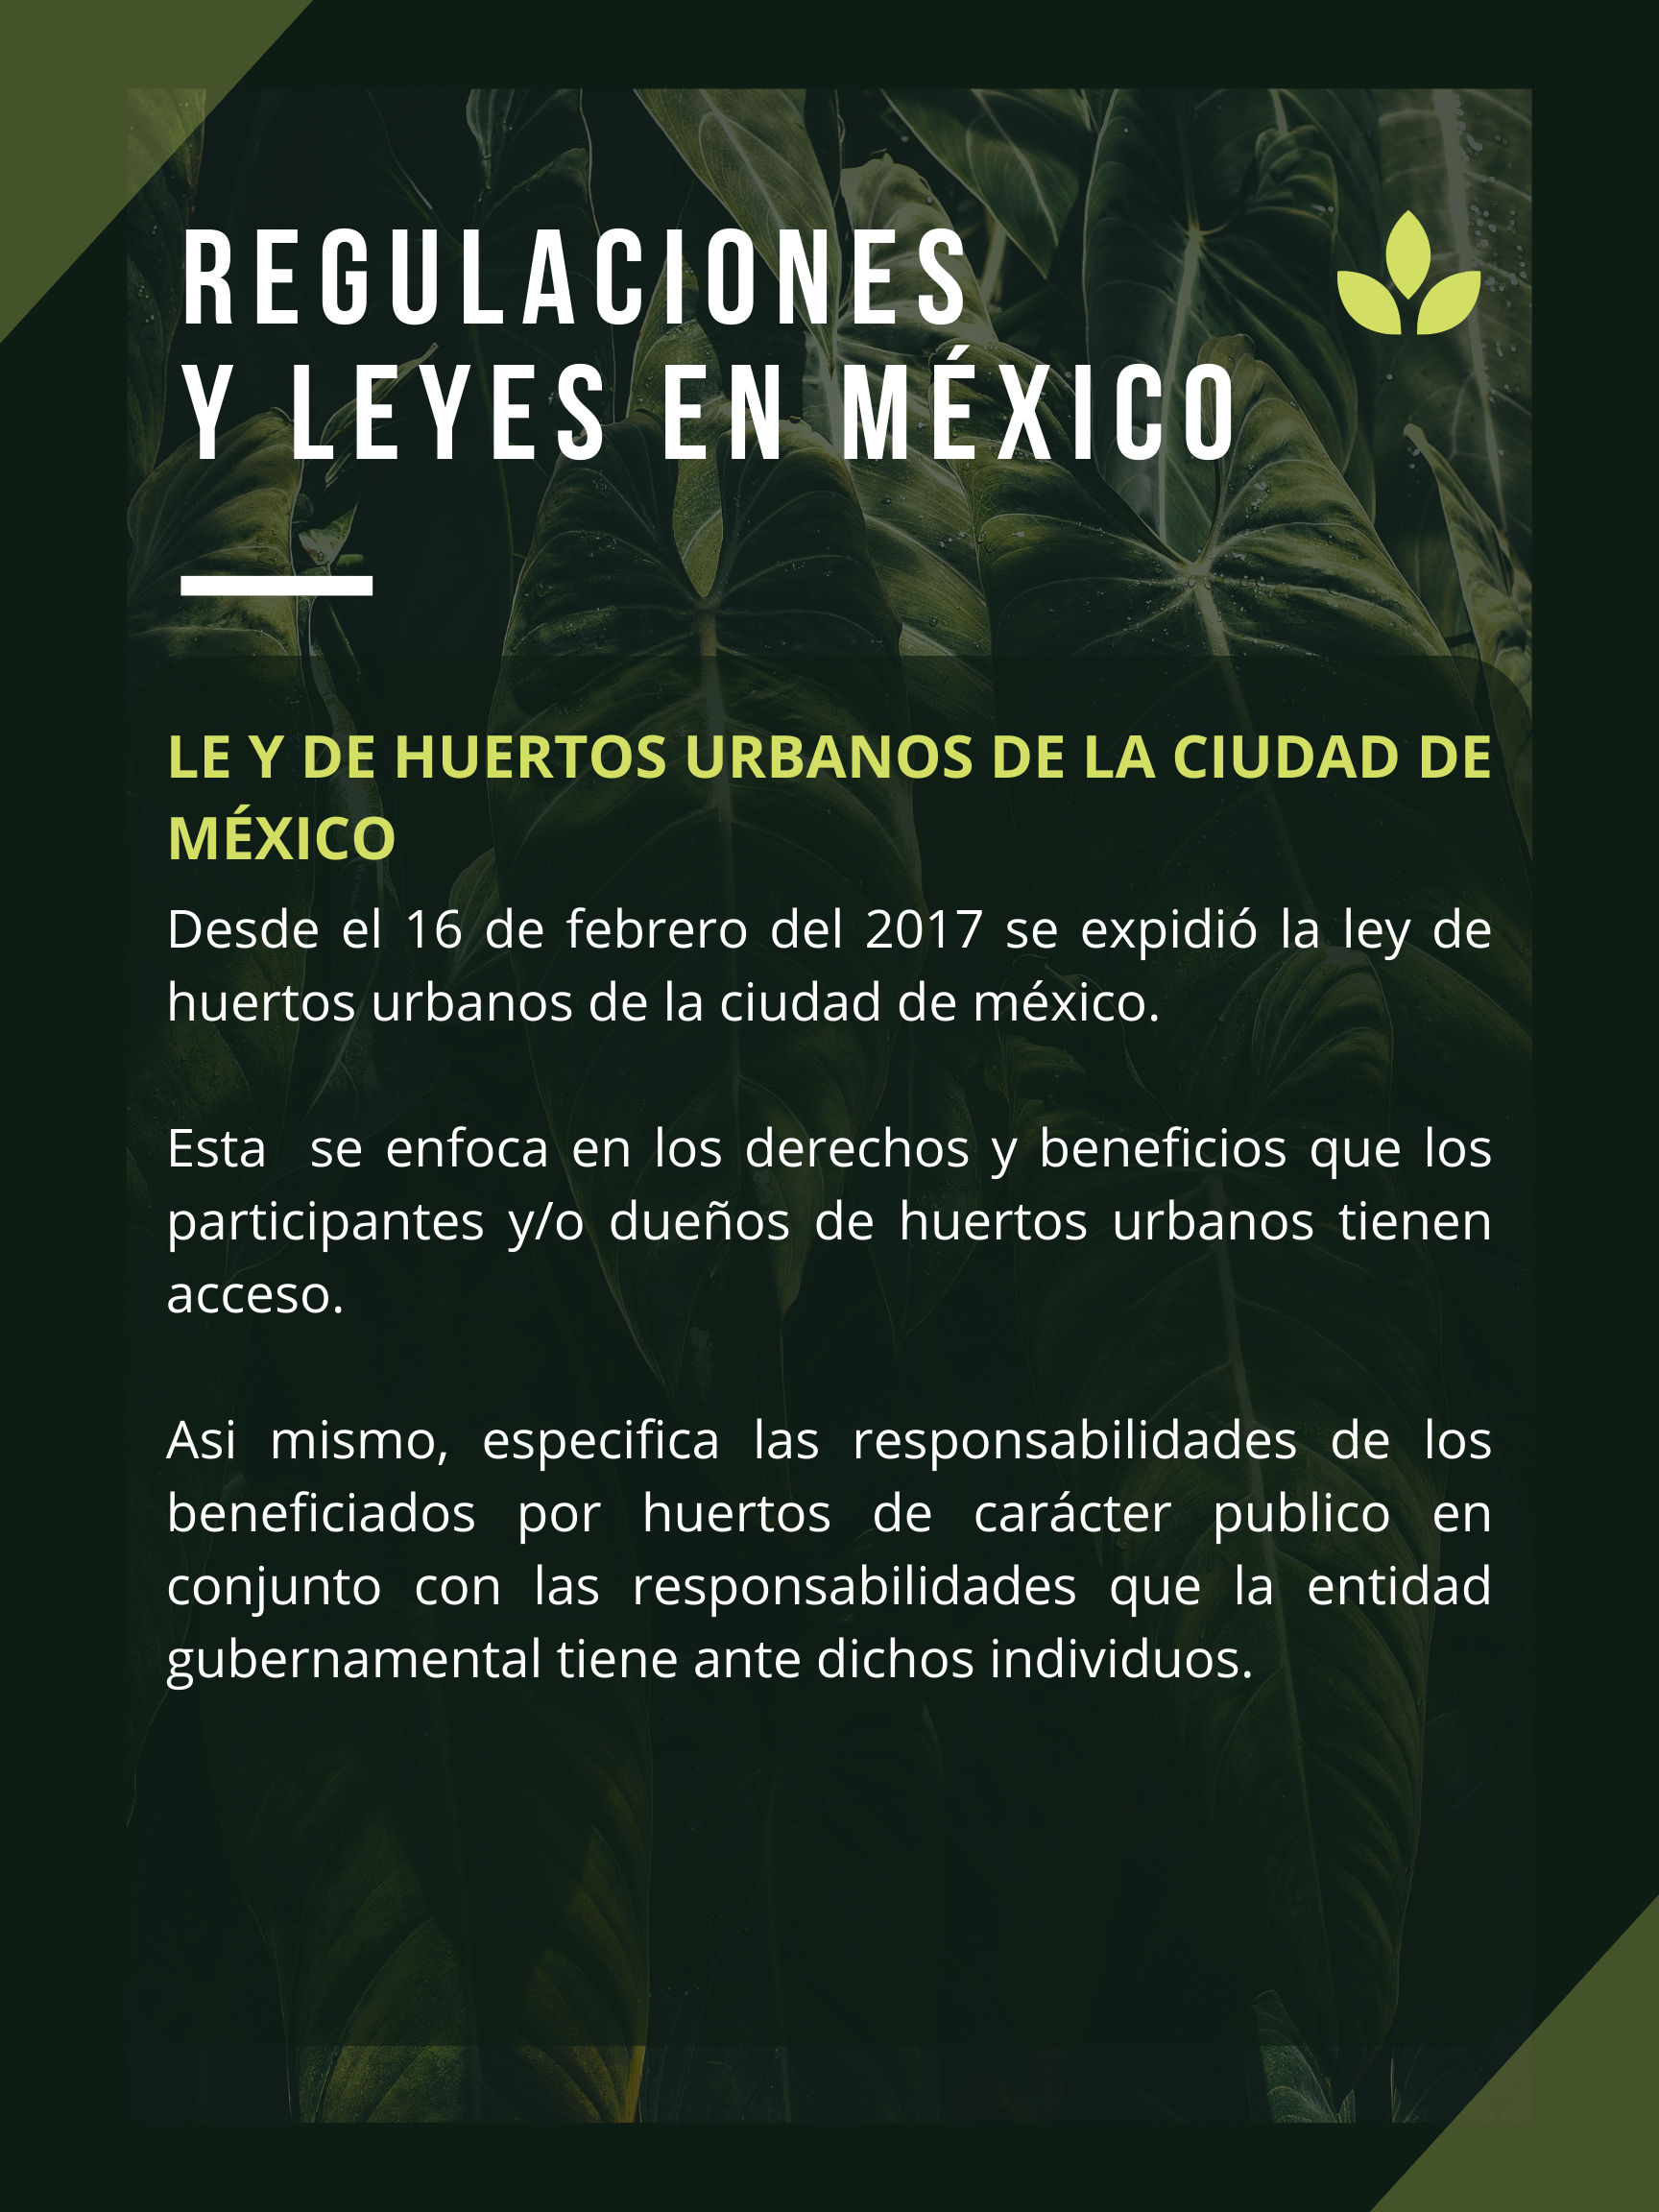 REGULACIONES
Y LEYES EN MÉXICO
LE Y DE HUERTOS URBANOS DE LA CIUDAD DE
MÉXICO
Desde el 16 de febrero del 2017 se expidió la ley de
huertos urbanos de la ciudad de méxico.
Esta  se enfoca en los derechos y beneficios que los
participantes y/o dueños de huertos urbanos tienen
acceso.
Asi mismo, especifica las responsabilidades de los
beneficiados por huertos de carácter publico en
conjunto con las responsabilidades que la entidad
gubernamental tiene ante dichos individuos.